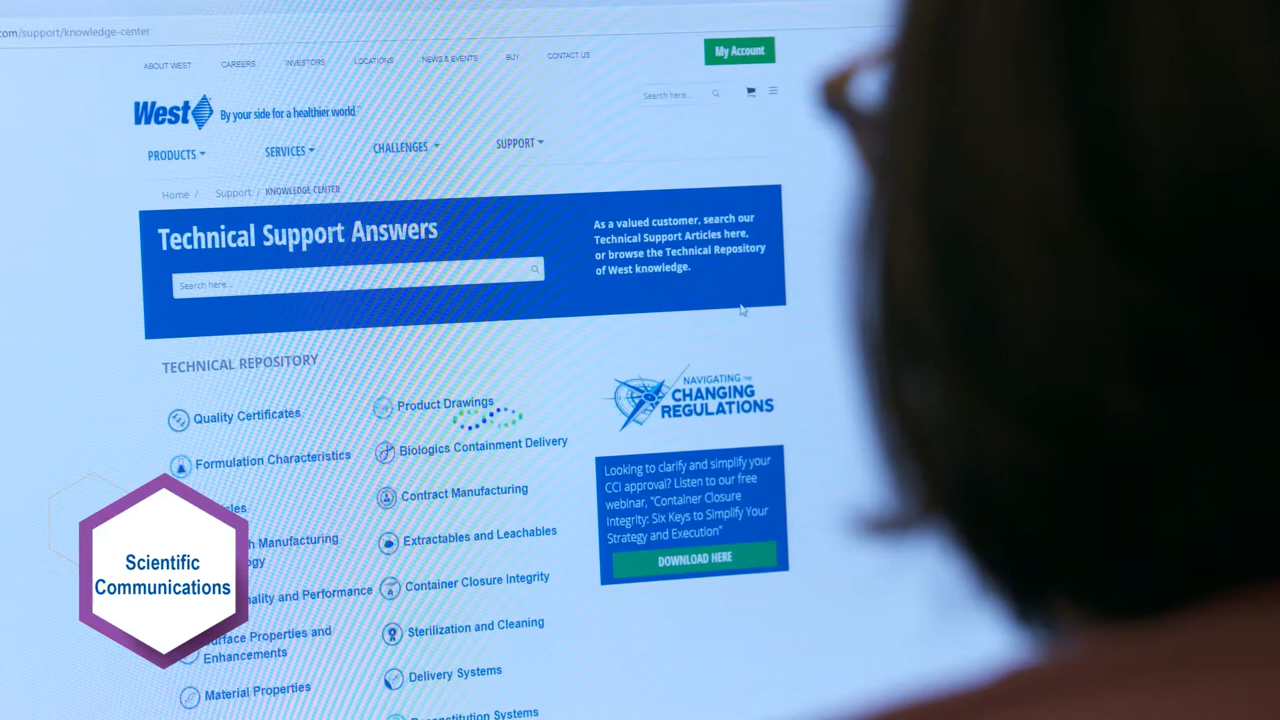 com/support/knowledge-center
ABOUT WEST CAREERS INVESTORS LOCATIONS NEWS & EVENTS BUY CONTACT US
My Account
West By your side for a healthier world
Search here...
PRODUCTS SERVICES CHALLENGES SUPPORT
Home / Support / KNOWLEDGE CENTER
Technical Support Answers
Search here...
As a valued customer, search our
Technical Support Articles here,
or browse the Technical Repository
of West knowledge.
TECHNICAL REPOSITORY
Quality Certificates
Product Drawings
Formulation Characteristics
Biologics Containment Delivery
Contract Manufacturing
Manufacturing
Extractables and Leachables
and Performance
Container Closure Integrity
Properties and
Enhancements
Sterilization and Cleaning
Material Properties
Delivery Systems
Systems
NAVIGATING THE
CHANGING
REGULATIONS
Looking to clarify and simplify your
CCI approval? Listen to our free
webinar, "Container Closure
Integrity: Six Keys to Simplify Your
Strategy and Execution"
DOWNLOAD HERE
Scientific
Communications